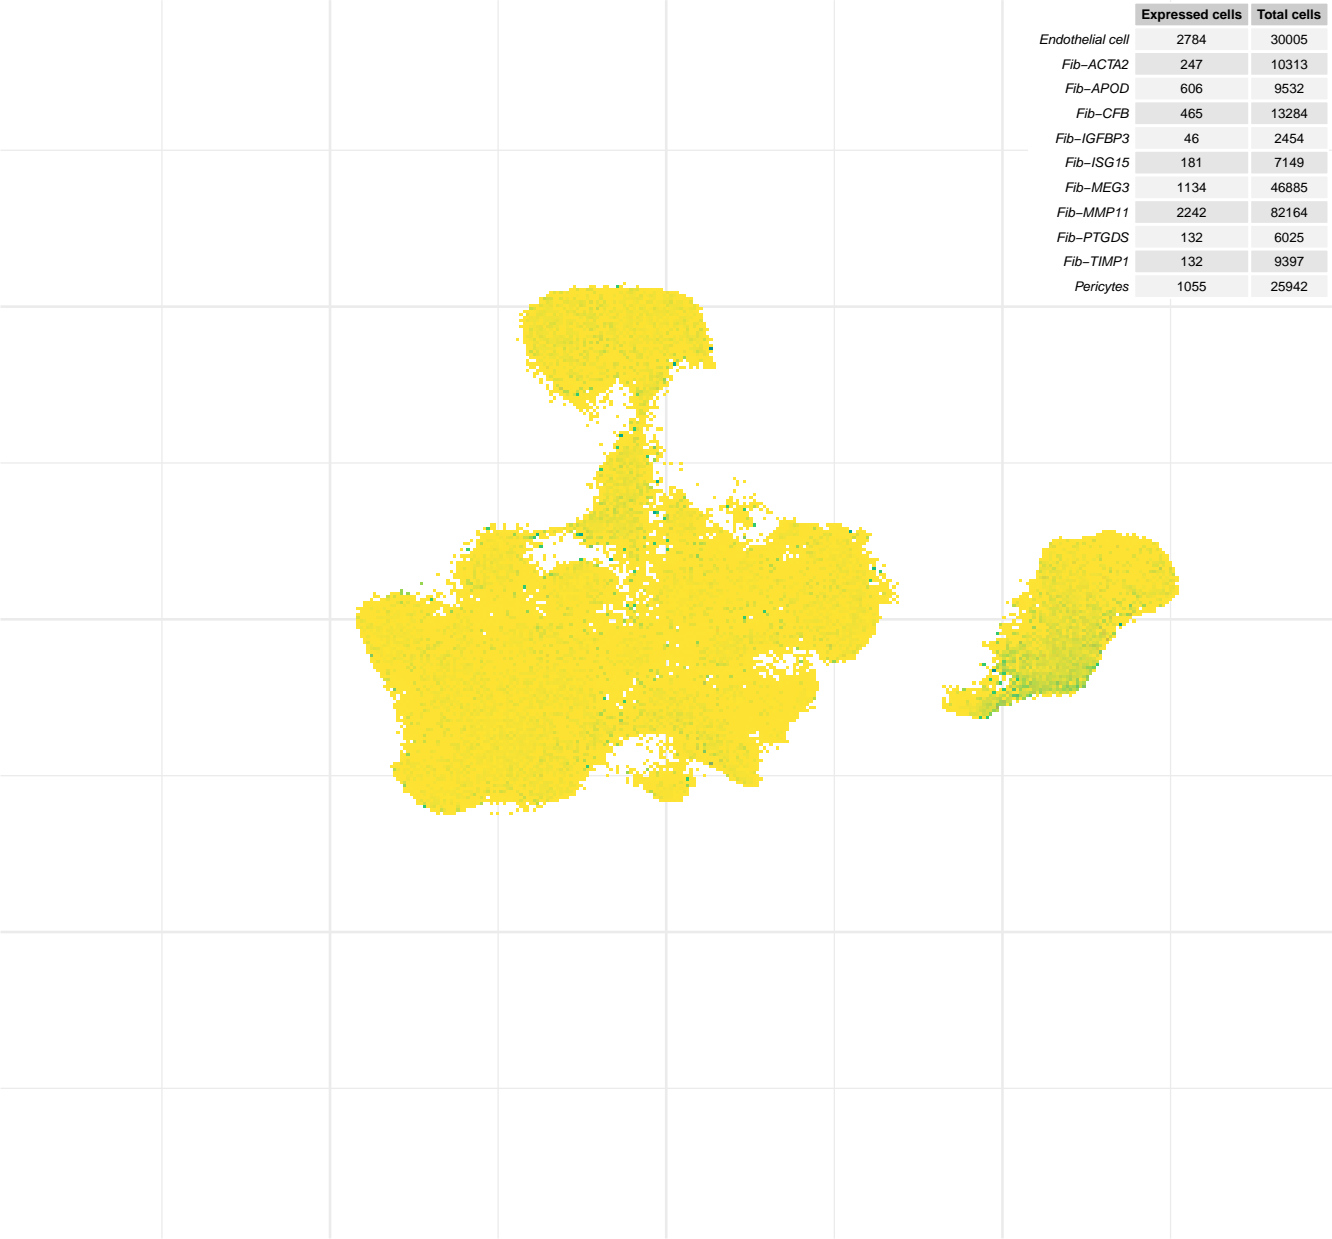 Expressed cells Total cells
Endothelial cell 2784 30005
Fib−ACTA2 247 10313
Fib−APOD 606 9532
Fib−CFB 465 13284
Fib−IGFBP3 46 2454
Fib−ISG15 181 7149
Fib−MEG3 1134 46885
Fib−MMP11 2242 82164
Fib−PTGDS 132 6025
Fib−TIMP1 132 9397
Pericytes 1055 25942